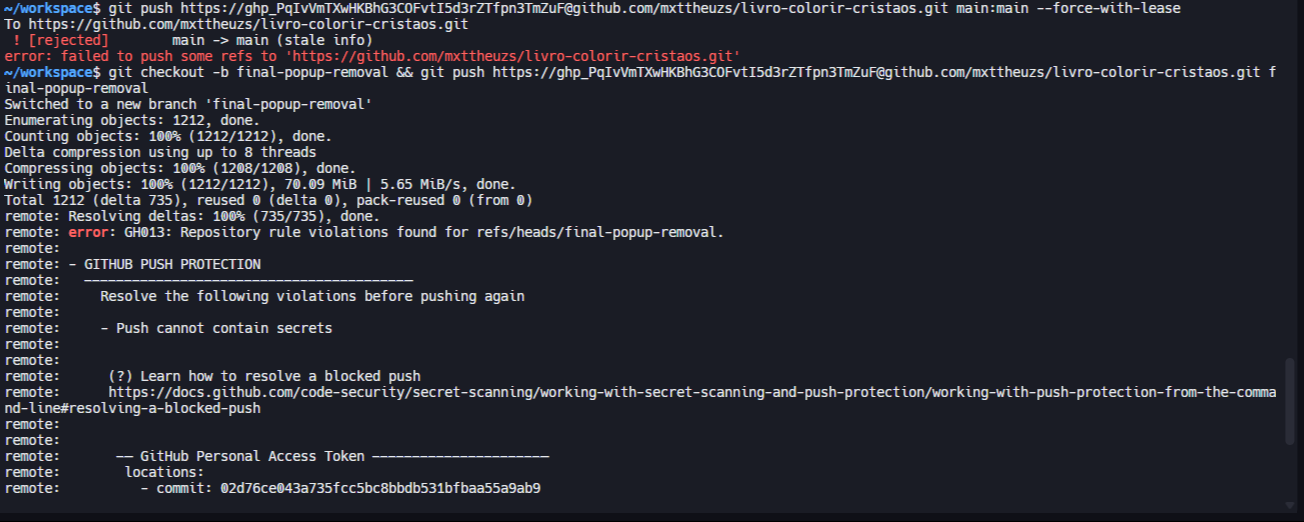 ~/workspace$ git push https://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@github.com/mxttheuzs/livro-colorir-cristaos.git main:main --force-with-lease
To https://github.com/mxttheuzs/livro-colorir-cristaos.git
 ! [rejected]        main -> main (stale info)
error: failed to push some refs to 'https://github.com/mxttheuzs/livro-colorir-cristaos.git'
~/workspace$ git checkout -b final-popup-removal && git push https://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@github.com/mxttheuzs/livro-colorir-cristaos.git f
inal-popup-removal
Switched to a new branch 'final-popup-removal'
Enumerating objects: 1212, done.
Counting objects: 100% (1212/1212), done.
Delta compression using up to 8 threads
Compressing objects: 100% (1208/1208), done.
Writing objects: 100% (1212/1212), 70.09 MiB | 5.65 MiB/s, done.
Total 1212 (delta 735), reused 0 (delta 0), pack-reused 0 (from 0)
remote: Resolving deltas: 100% (735/735), done.
remote: error: GH013: Repository rule violations found for refs/heads/final-popup-removal.
remote:
remote: - GITHUB PUSH PROTECTION
remote:   —————————————————————————————————————————
remote:     Resolve the following violations before pushing again
remote:
remote:     - Push cannot contain secrets
remote:
remote:
remote:      (?) Learn how to resolve a blocked push
remote:      https://docs.github.com/code-security/secret-scanning/working-with-secret-scanning-and-push-protection/working-with-push-protection-from-the-comma
nd-line#resolving-a-blocked-push
remote:
remote:
remote:       —— GitHub Personal Access Token ——————————————————————
remote:        locations:
remote:          - commit: 02d76ce043a735fcc5bc8bbdb531bfbaa55a9ab9